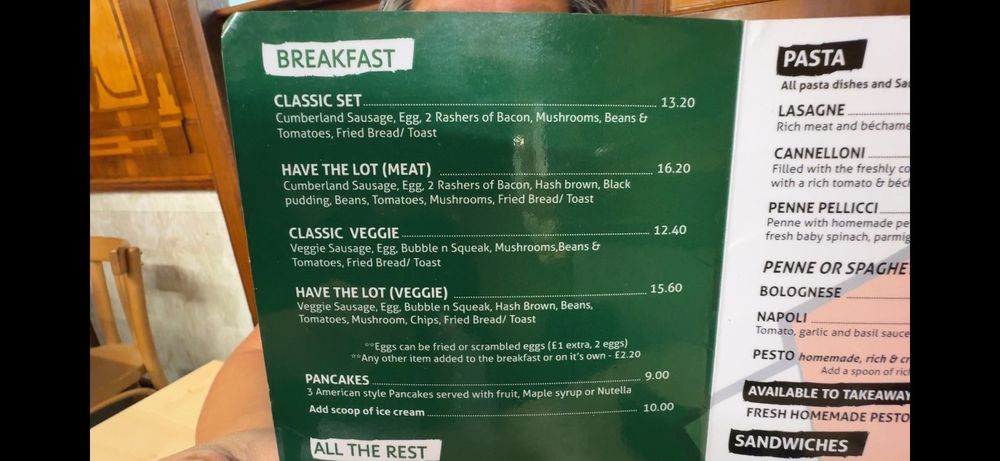 BREAKFAST
CLASSIC SET 13.20
Cumberland Sausage, Egg, 2 Rashers of Bacon, Mushrooms, Beans &
Tomatoes, Fried Bread/ Toast
HAVE THE LOT (MEAT) 16.20
Cumberland Sausage, Egg, 2 Rashers of Bacon, Hash brown, Black
pudding, Beans, Tomatoes, Mushrooms, Fried Bread/ Toast
CLASSIC VEGGIE 12.40
Veggie Sausage, Egg, Bubble n Squeak, Mushrooms,Beans &
Tomatoes, Fried Bread/ Toast
HAVE THE LOT (VEGGIE) 15.60
Veggie Sausage, Egg, Bubble n Squeak, Hash Brown, Beans,
Tomatoes, Mushroom, Chips, Fried Bread/ Toast
**Eggs can be fried or scrambled eggs (£1 extra, 2 eggs)
**Any other item added to the breakfast or on it's own - £2.20
PANCAKES 9.00
3 American style Pancakes served with fruit, Maple syrup or Nutella
Add scoop of ice cream 10.00
ALL THE REST
PASTA
All pasta dishes and
LASAGNE
Rich meat and
CANNELLONI
Filled with the freshly
with a rich tomato &
PENNE PELLICCI
Penne with homemade
fresh baby spinach,
PENNE OR
BOLOGNESE
NAPOLI
Tomato, garlic and basil sauce
PESTO homemade, rich &
Add a spoon of
AVAILABLE TO TAKEAWAY
FRESH HOMEMADE PESTO
SANDWICHES